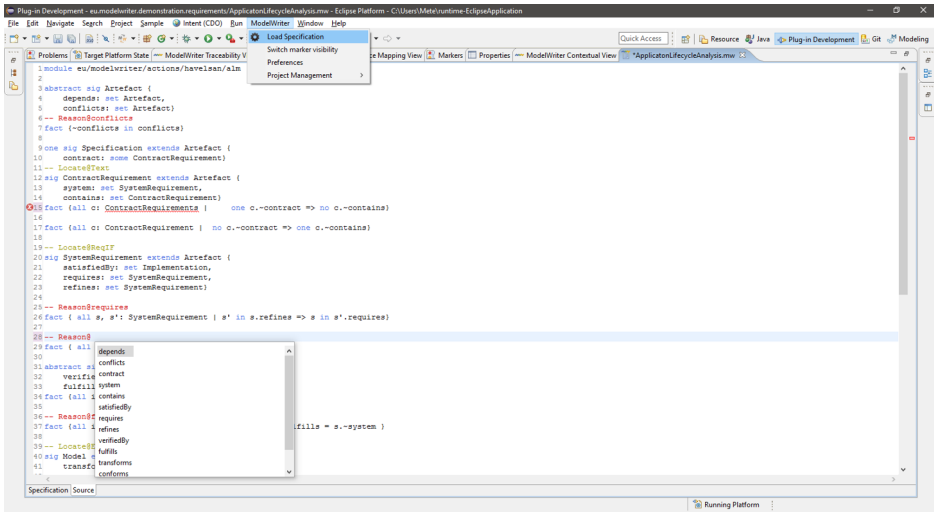 Plug-in Development - eu.modelwriter.demonstration.requirements/ApplicatonLifecycleAnalysis.mw - Eclipse Platform - C:\Users\Mete\runtime-EclipseApplication
File Edit Navigate Search Project Sample Intent (CDO) Run ModelWriter Window Help
Load Specification
Switch marker visibility
Preferences
Project Management
Quick Access Resource Java Plug-in Development Git Modeling
Problems Target Platform State ModelWriter Traceability V ce Mapping View Markers Properties ModelWriter Contextual View *ApplicatonLifecycleAnalysis.mw
1 module eu/modelwriter/actions/havelsan/alm
2
3 abstract sig Artefact {
4 depends: set Artefact,
5 conflicts: set Artefact}
6 -- Reason@conflicts
7 fact {~conflicts in conflicts}
8
9 one sig Specification extends Artefact {
10 contract: some ContractRequirement}
11 -- Locate@Text
12 sig ContractRequirement extends Artefact {
13 system: set SystemRequirement,
14 contains: set ContractRequirement}
15 fact {all c: ContractRequirements | one c.~contract => no c.~contains}
16
17 fact {all c: ContractRequirement | no c.~contract => one c.~contains}
18
19 -- Locate@ReqIF
20 sig SystemRequirement extends Artefact {
21 satisfiedBy: set Implementation,
22 requires: set SystemRequirement,
23 refines: set SystemRequirement}
24
25 -- Reason@requires
26 fact { all s, s': SystemRequirement | s' in s.refines => s in s'.requires}
27
28 -- Reason@
29 fact { all
30
31 abstract si
32 verifie
33 fulfill
34 fact {all i
35
36 -- Reason@f
37 fact {all i ifills = s.~system }
38
39 -- Locate@E
40 sig Model e
41 transfo
depends
conflicts
contract
system
contains
satisfiedBy
requires
refines
verifiedBy
fulfills
transforms
conforms
Specification Source
Running Platform